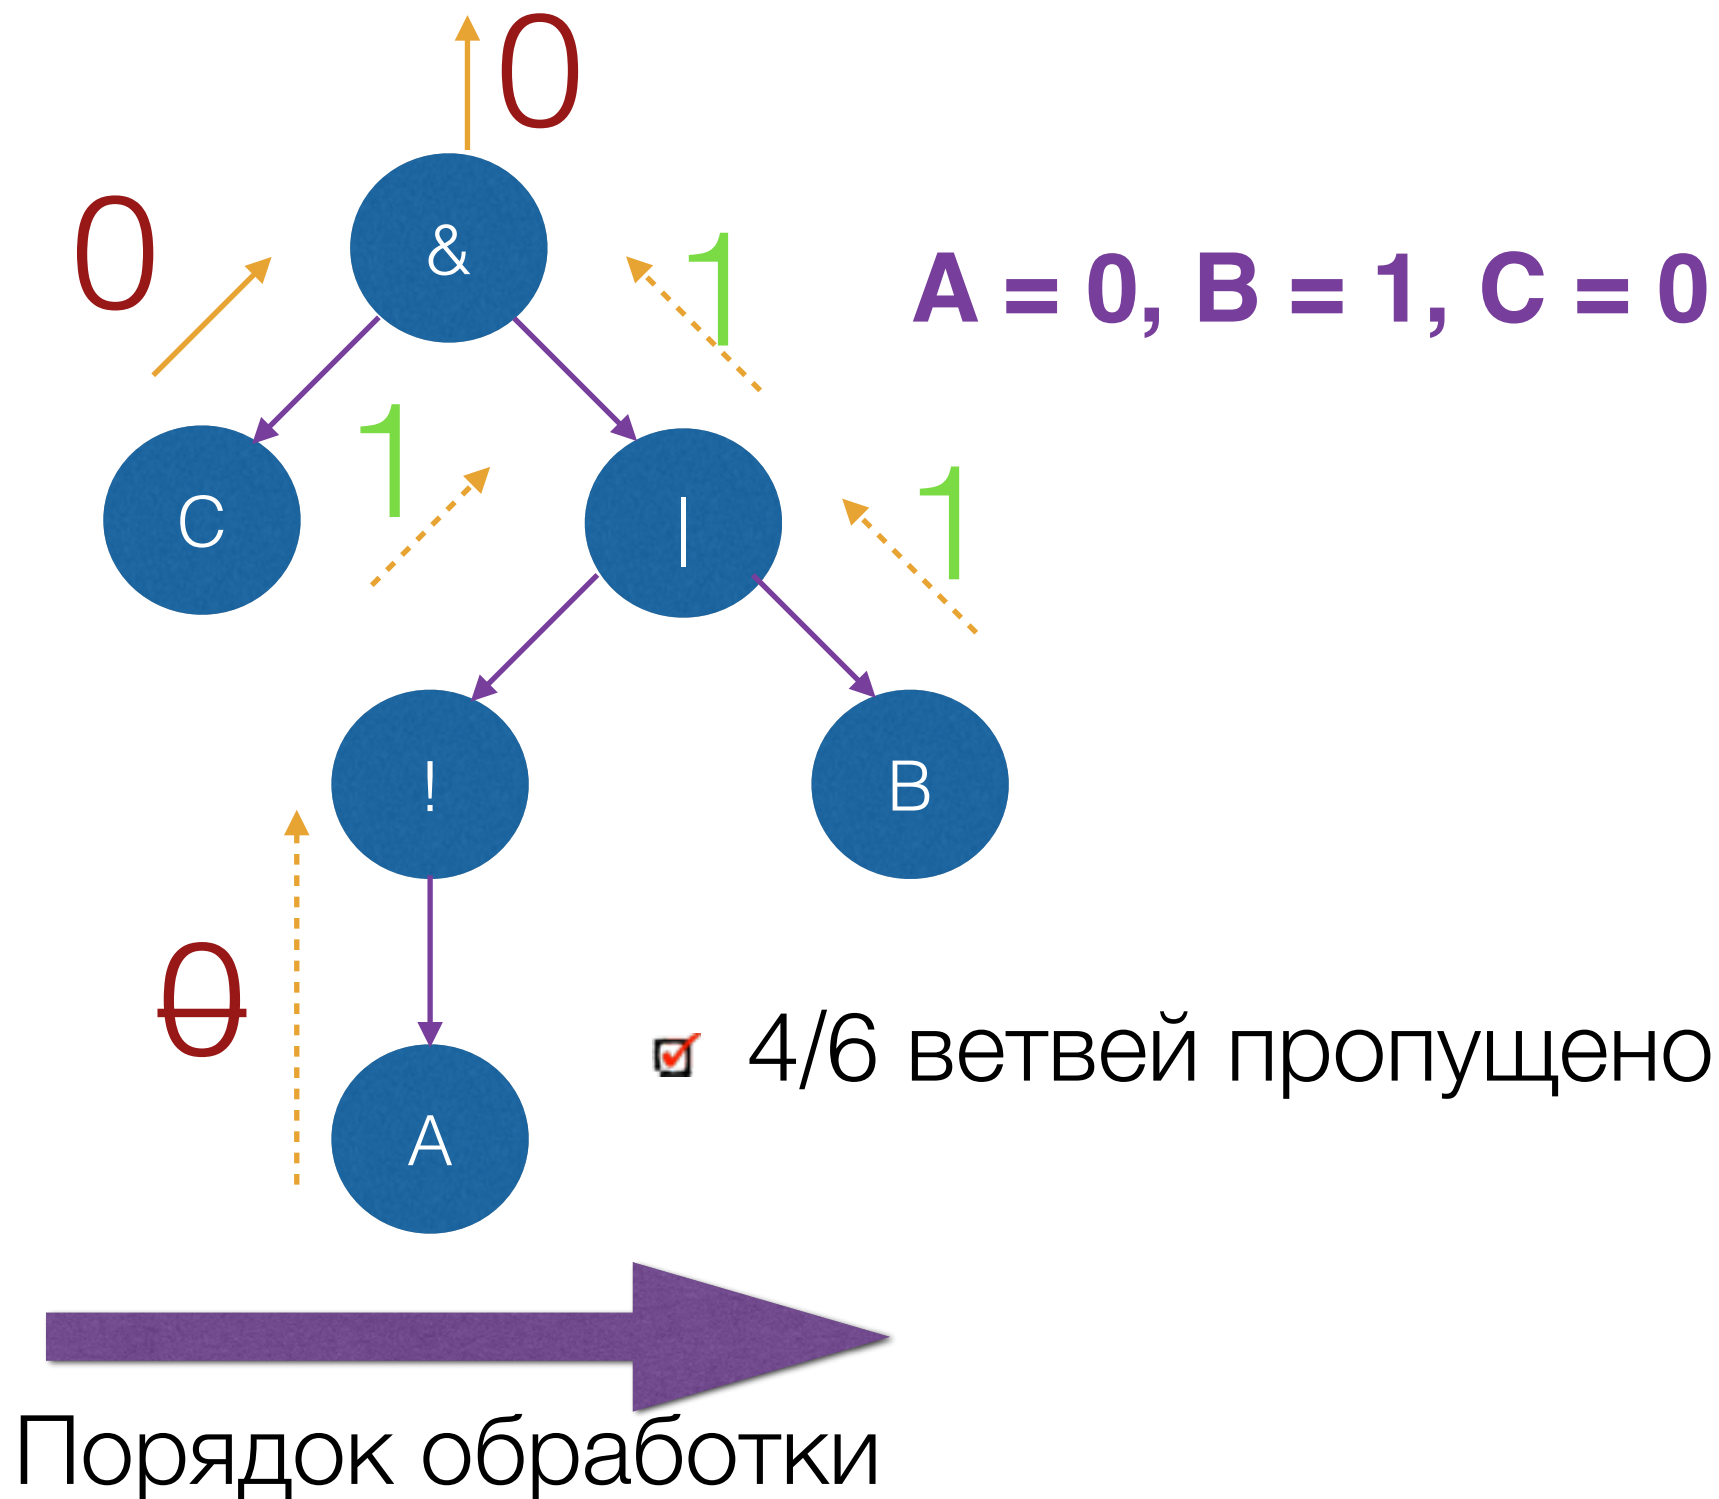 0
&
0
1
A = 0, B = 1, C = 0
C
1
|
1
!
B
0
A
4/6 ветвей пропущено
Порядок обработки